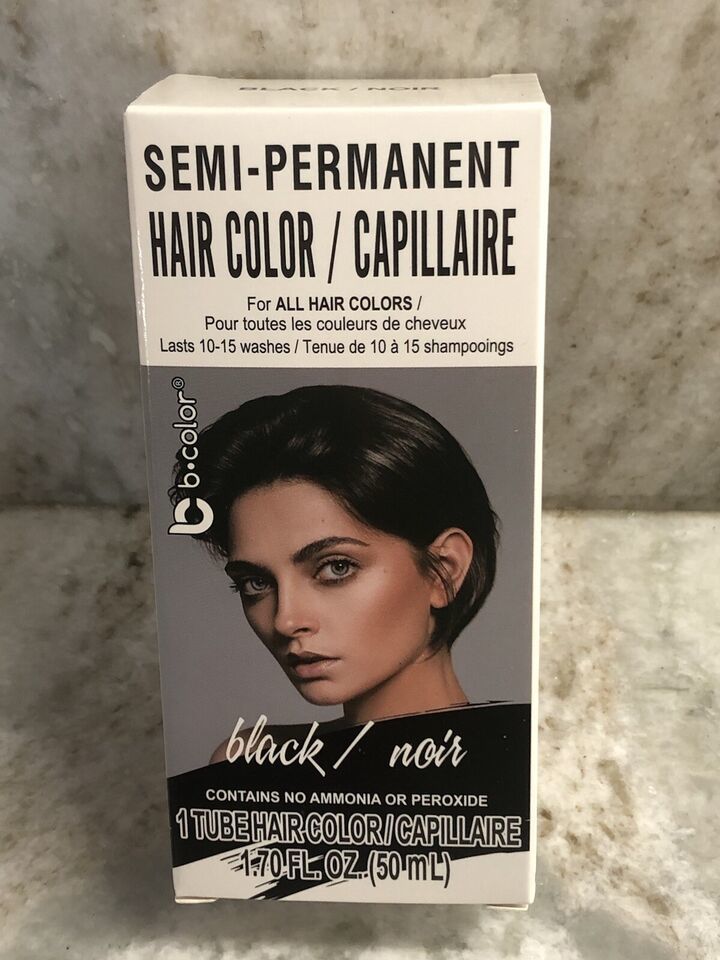 BLACK / NOIR
SEMI-PERMANENT
HAIR COLOR / CAPILLAIRE
For ALL HAIR COLORS /
Pour toutes les couleurs de cheveux
Lasts 10-15 washes / Tenue de 10 à 15 shampooings
b•color®
black / noir
CONTAINS NO AMMONIA OR PEROXIDE
1 TUBE HAIR COLOR / CAPILLAIRE
1.70 FL. OZ. (50 mL)